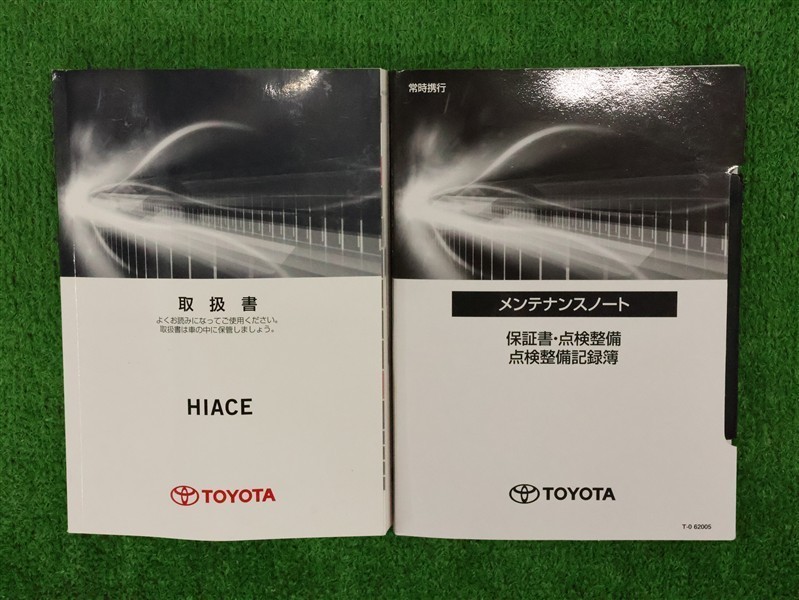 取扱書
よくお読みになってご使用ください。
取扱書は車の中に保管しましょう。
HIACE
TOYOTA
常時携行
メンテナンスノート
保証書・点検整備
点検整備記録簿
TOYOTA
T-0 62005